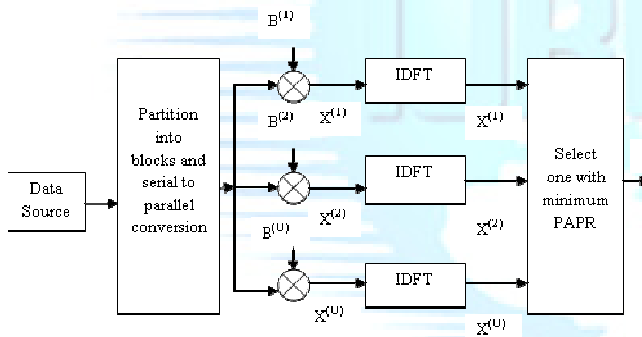 B(1)
IDFT
Partition
into
blocks and
serial to
parallel
conversion
B(2)
X(1)
X(1)
Data
Source
IDFT
Select
one with
minimum
PAPR
B(U)
X(2)
X(2)
IDFT
X(U)
X(U)